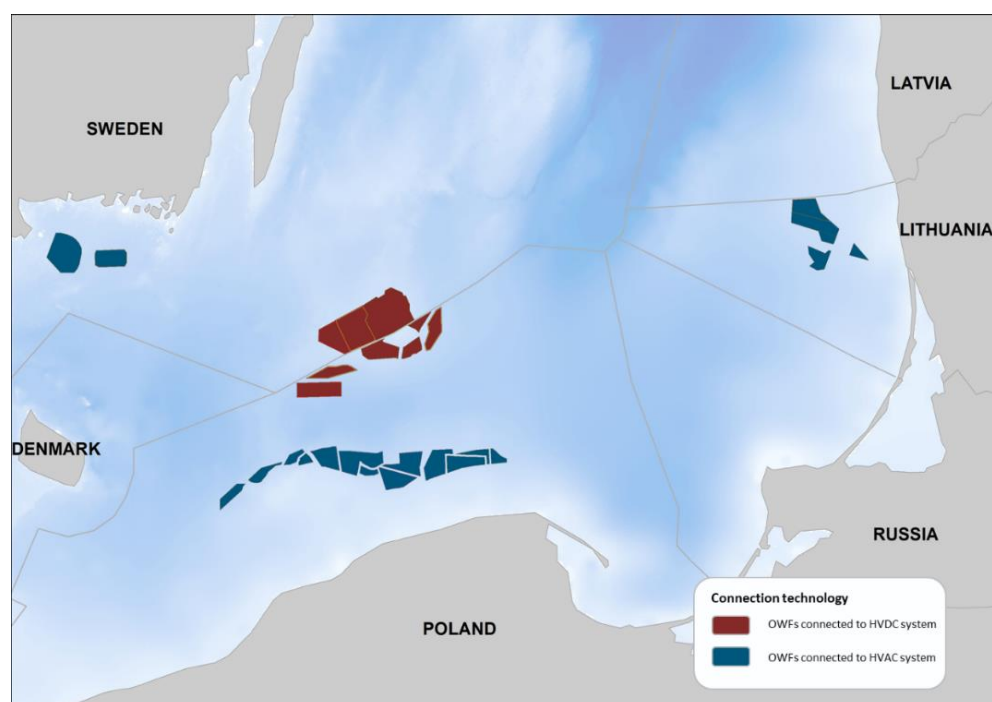 LATVIA
SWEDEN
LITHUANIA
DENMARK
RUSSIA
POLAND
Connection technology
OWFs connected to HVDC system
OWFs connected to HVAC system